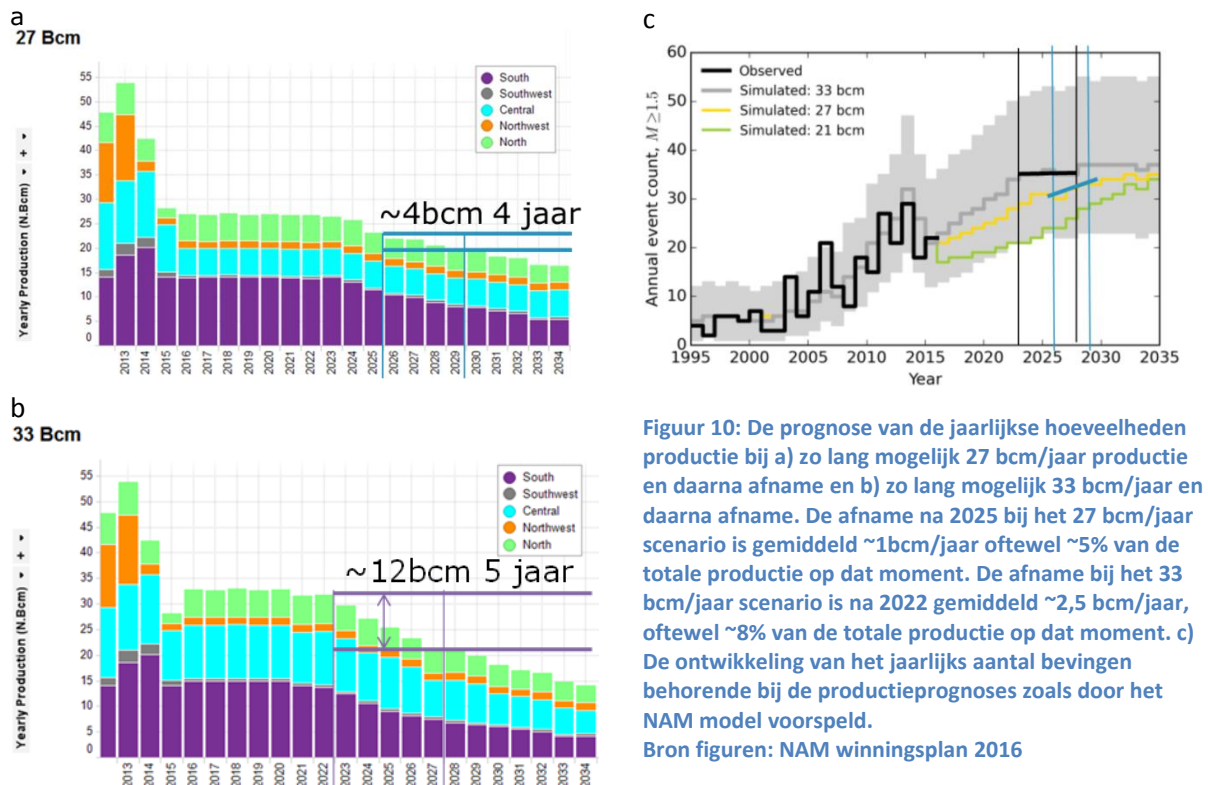 a
27 Bcm
Yearly Production (N.Bcm)
55
50
45
40
35
30
25
20
15
10
5
0
South
Southwest
Central
Northwest
North
~4bcm 4 jaar
2013
2014
2015
2016
2017
2018
2019
2020
2021
2022
2023
2024
2025
2026
2027
2028
2029
2030
2031
2032
2033
2034
b
33 Bcm
Yearly Production (N.Bcm)
55
50
45
40
35
30
25
20
15
10
5
0
South
Southwest
Central
Northwest
North
~12bcm 5 jaar
2013
2014
2015
2016
2017
2018
2019
2020
2021
2022
2023
2024
2025
2026
2027
2028
2029
2030
2031
2032
2033
2034
c
Annual event count, M ≥1.5
60
50
40
30
20
10
0
Observed
Simulated: 33 bcm
Simulated: 27 bcm
Simulated: 21 bcm
1995 2000 2005 2010 2015 2020 2025 2030 2035
Year
Figuur 10: De prognose van de jaarlijkse hoeveelheden
productie bij a) zo lang mogelijk 27 bcm/jaar productie
en daarna afname en b) zo lang mogelijk 33 bcm/jaar en
daarna afname. De afname na 2025 bij het 27 bcm/jaar
scenario is gemiddeld ~1bcm/jaar oftewel ~5% van de
totale productie op dat moment. De afname bij het 33
bcm/jaar scenario is na 2022 gemiddeld ~2,5 bcm/jaar,
oftewel ~8% van de totale productie op dat moment. c)
De ontwikkeling van het jaarlijks aantal bevingen
behorende bij de productieprognoses zoals door het
NAM model voorspeld.
Bron figuren: NAM winningsplan 2016